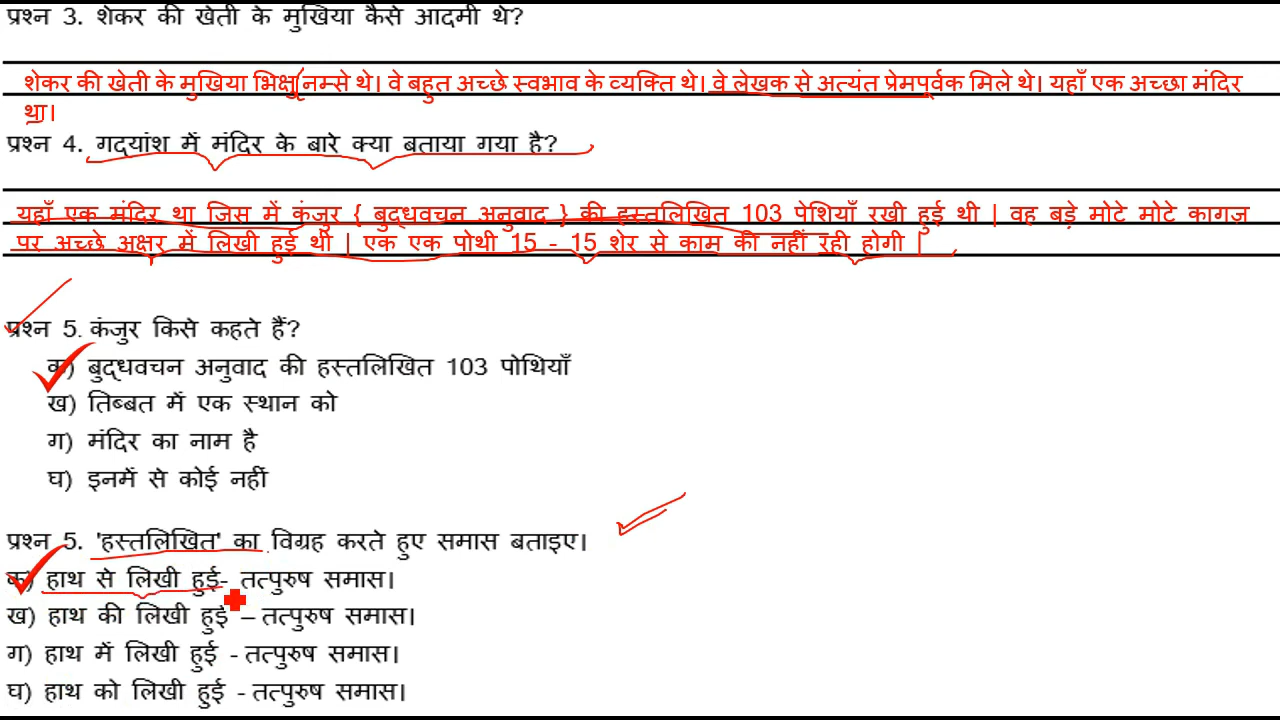 प्रश्न 3. शेकर की खेती के मुखिया कैसे आदमी थे?
शेकर की खेती के मुखिया भिक्षु(नम्से थे। वे बहुत अच्छे स्वभाव के व्यक्ति थे। वे लेखक से अत्यंत प्रेमपूर्वक मिले थे। यहाँ एक अच्छा मंदिर
था।
प्रश्न 4. गद्यांश में मंदिर के बारे क्या बताया गया है?
यहाँ एक मंदिर था जिस में कंजुर { बुद्धवचन अनुवाद } की हस्तलिखित 103 पेशियाँ रखी हुई थी | वह बड़े मोटे मोटे कागज
पर अच्छे अक्षर में लिखी हुई थी | एक एक पोथी 15 - 15 शेर से काम की नहीं रही होगी |
प्रश्न 5. कंजुर किसे कहते हैं?
क) बुद्धवचन अनुवाद की हस्तलिखित 103 पोथियाँ
ख) तिब्बत में एक स्थान को
ग) मंदिर का नाम है
घ) इनमें से कोई नहीं
प्रश्न 5. 'हस्तलिखित' का विग्रह करते हुए समास बताइए।
क) हाथ से लिखी हुई- तत्पुरुष समास।
ख) हाथ की लिखी हुई – तत्पुरुष समास।
ग) हाथ में लिखी हुई - तत्पुरुष समास।
घ) हाथ को लिखी हुई - तत्पुरुष समास।